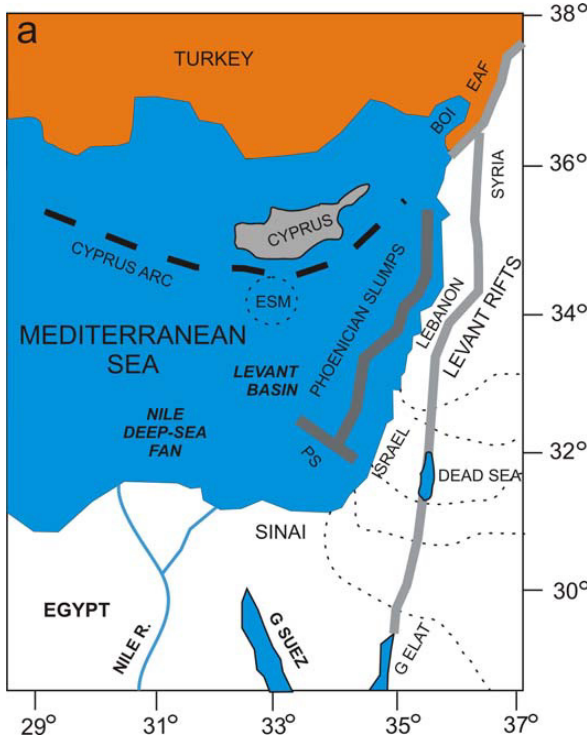 a
TURKEY
38°
EAF
BOI
36°
SYRIA
CYPRUS
CYPRUS ARC
ESM
PHOENICIAN SLUMPS
LEBANON
LEVANT RIFTS
34°
MEDITERRANEAN
SEA
LEVANT
BASIN
NILE
DEEP-SEA
FAN
PS
ISRAEL
32°
DEAD SEA
SINAI
30°
EGYPT
NILE R.
G SUEZ
G ELAT
29°
31°
33°
35°
37°